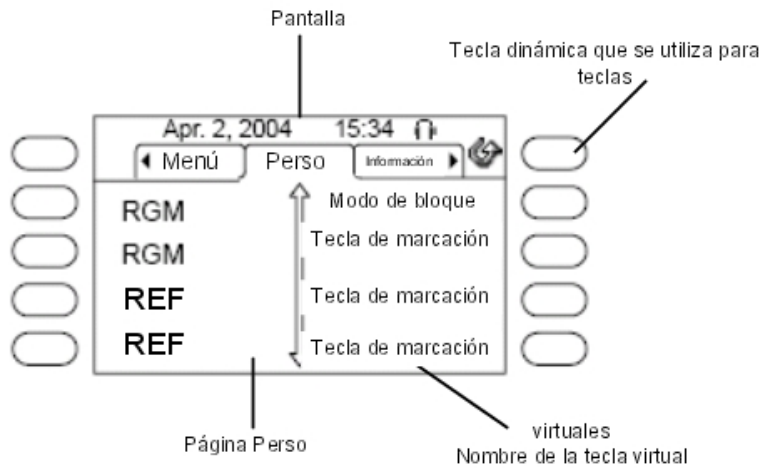 Pantalla
Tecla dinámica que se utiliza para
teclas
Apr. 2, 2004 15:34
Menú Perso Información
RGM Modo de bloque
Tecla de marcación
RGM
REF Tecla de marcación
REF Tecla de marcación
Página Perso
virtuales
Nombre de la tecla virtual